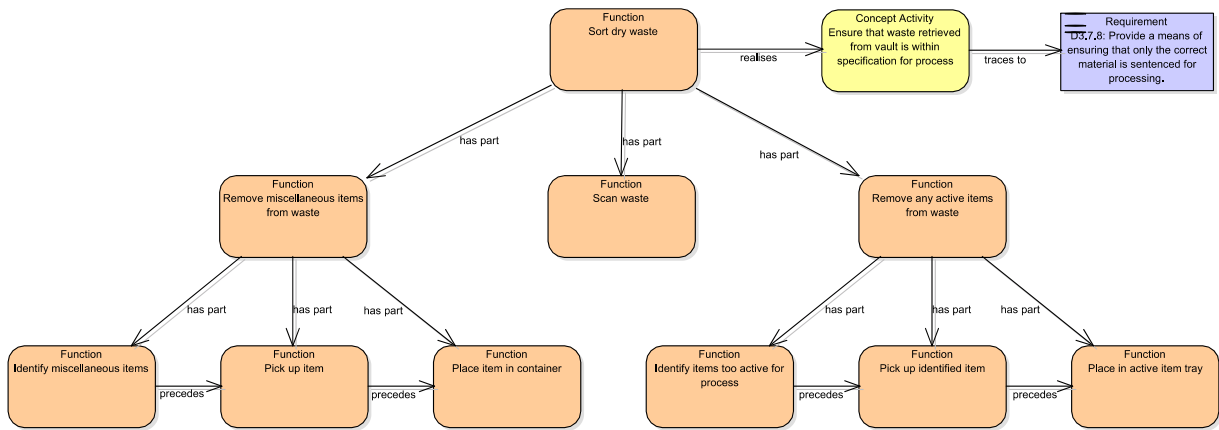 Function
Sort dry waste
Concept Activity
Ensure that waste retrieved
from vault is within
specification for process
Requirement
D3.7.8: Provide a means of
ensuring that only the correct
material is sentenced for
processing.
realises
traces to
has part
has part
has part
Function
Remove miscellaneous items
from waste
Function
Scan waste
Function
Remove any active items
from waste
has part
has part
has part
has part
has part
has part
Function
Identify miscellaneous items
Function
Pick up item
Function
Place item in container
Function
Identify items too active for
process
Function
Pick up identified item
Function
Place in active item tray
precedes
precedes
precedes
precedes